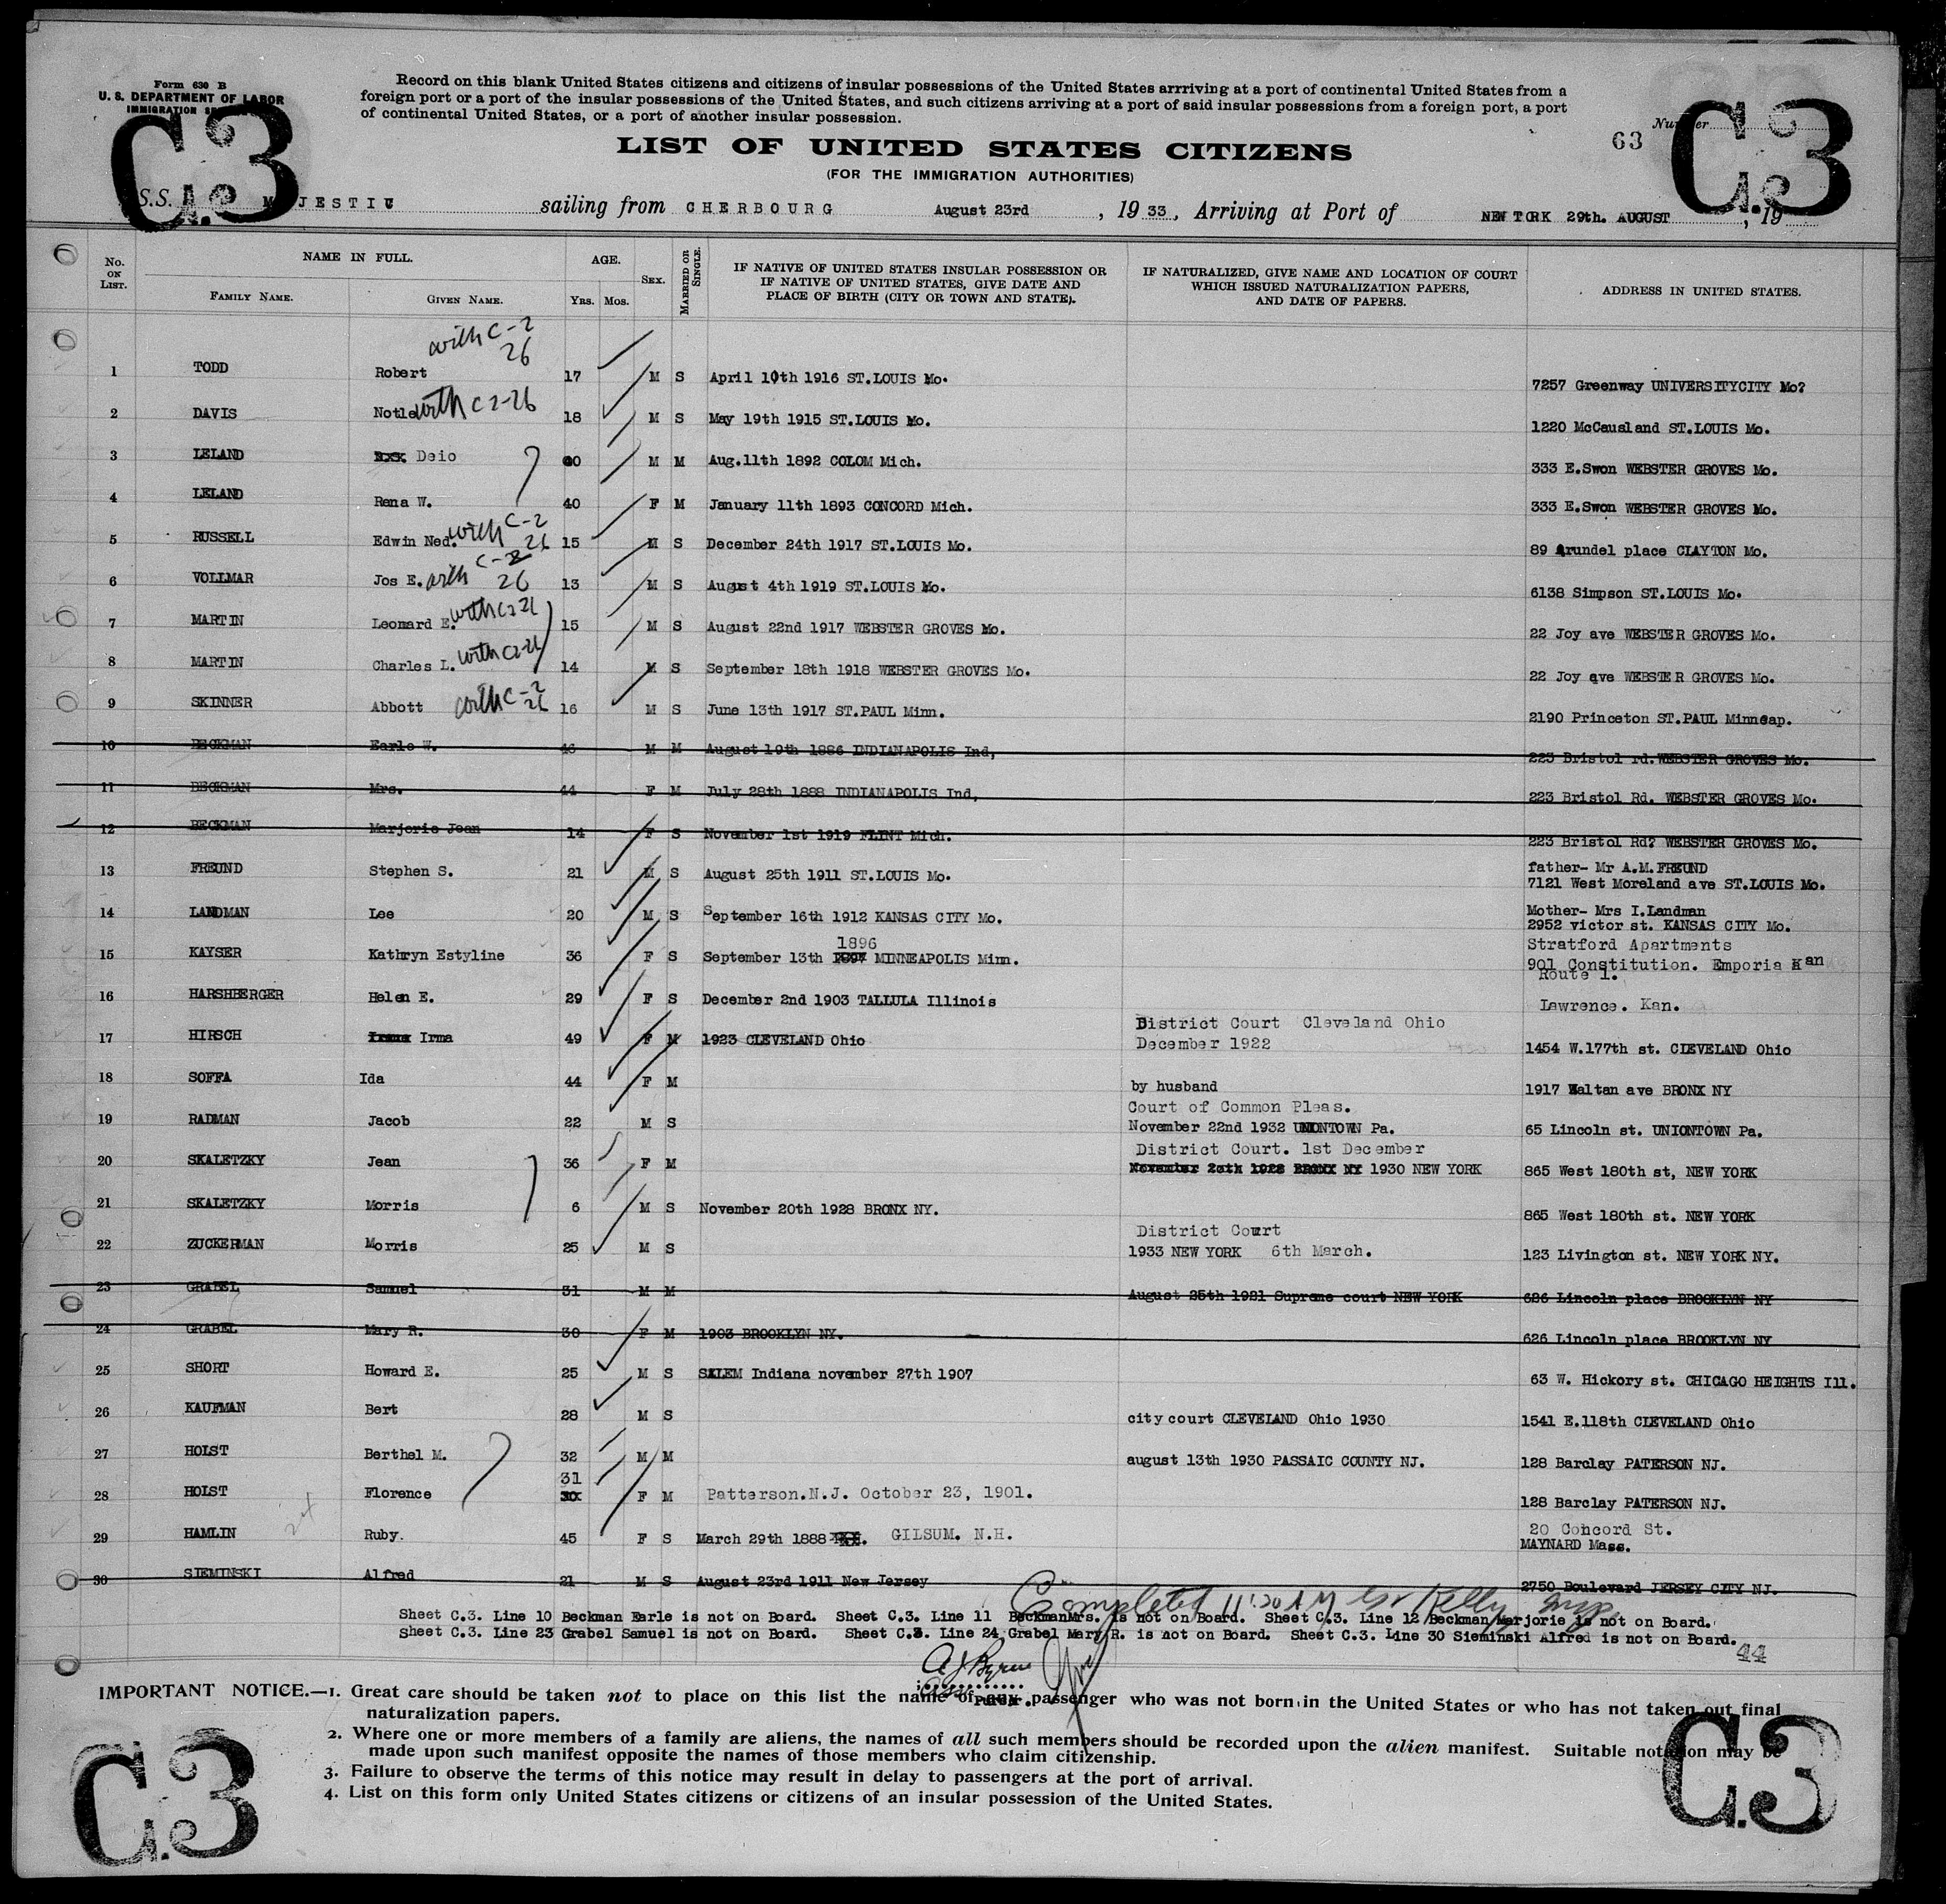 Form 630 B
U. S. DEPARTMENT OF LABOR
IMMIGRATION
C.3
C.3
Record on this blank United States citizens and citizens of insular possessions of the United States arrriving at a port of continental United States from a
foreign port or a port of the insular possessions of the United States, and such citizens arriving at a port of said insular possessions from a foreign port, a port
of continental United States, or a port of another insular possession.
Number
63
LIST OF UNITED STATES CITIZENS
(FOR THE IMMIGRATION AUTHORITIES)
S.S. MAJESTIC sailing from CHERBOURG August 23rd, 1933, Arriving at Port of NEW YORK 29th. AUGUST, 19
No. ON LIST. NAME IN FULL. FAMILY NAME. GIVEN NAME. AGE. Yrs. Mos. SEX. MARRIED OR SINGLE. IF NATIVE OF UNITED STATES INSULAR POSSESSION OR IF NATIVE OF UNITED STATES, GIVE DATE AND PLACE OF BIRTH (CITY OR TOWN AND STATE). IF NATURALIZED, GIVE NAME AND LOCATION OF COURT WHICH ISSUED NATURALIZATION PAPERS, AND DATE OF PAPERS. ADDRESS IN UNITED STATES.
with C-2 26
1 TODD Robert 17 M S April 10th 1916 ST.LOUIS Mo. 7257 Greenway UNIVERSITYCITY Mo?
2 DAVIS Notle with C2-26 18 M S May 19th 1915 ST.LOUIS Mo. 1220 McCausland ST.LOUIS Mo.
3 LELAND Deio 40 M M Aug.11th 1892 COLOM Mich. 333 E.Swon WEBSTER GROVES Mo.
4 LELAND Rena W. 40 F M January 11th 1893 CONCORD Mich. 333 E.Swon WEBSTER GROVES Mo.
5 RUSSELL Edwin Ned. with C-2 26 15 M S December 24th 1917 ST.LOUIS Mo. 89 Arundel place CLAYTON Mo.
6 VOLLMAR Jos E. with C-2 26 13 M S August 4th 1919 ST.LOUIS Mo. 6138 Simpson ST.LOUIS Mo.
7 MARTIN Leonard E. with C2 26 15 M S August 22nd 1917 WEBSTER GROVES Mo. 22 Joy ave WEBSTER GROVES Mo.
8 MARTIN Charles L. with C2-26 14 M S September 18th 1918 WEBSTER GROVES Mo. 22 Joy ave WEBSTER GROVES Mo.
9 SKINNER Abbott with C-2 26 16 M S June 13th 1917 ST.PAUL Minn. 2190 Princeton ST.PAUL Minneap.
10 BECKMAN Earle W. 46 M M August 19th 1886 INDIANAPOLIS Ind, 223 Bristol rd. WEBSTER GROVES Mo.
11 BECKMAN Mrs. 44 F M July 28th 1888 INDIANAPOLIS Ind, 223 Bristol Rd. WEBSTER GROVES Mo.
12 BECKMAN Marjorie Jean 14 F S November 1st 1919 FLINT Mich. 223 Bristol Rd? WEBSTER GROVES Mo.
13 FREUND Stephen S. 21 M S August 25th 1911 ST.LOUIS Mo. father- Mr A.M.FREUND
7121 West Moreland ave ST.LOUIS Mo.
14 LANDMAN Lee 20 M S September 16th 1912 KANSAS CITY Mo. Mother- Mrs I.Landman
2952 victor st. KANSAS CITY Mo.
15 KAYSER Kathryn Estyline 36 F S September 13th 1896 MINNEAPOLIS Minn. Stratford Apartments
901 Constitution. Emporia Kan
16 HARSHBERGER Helen E. 29 F S December 2nd 1903 TALLULA Illinois Route 1.
Lawrence. Kan.
17 HIRSCH Irma 49 F M 1923 CLEVELAND Ohio District Court Cleveland Ohio
December 1922 1454 W.177th st. CLEVELAND Ohio
18 SOFFA Ida 44 F M by husband 1917 Waltan ave BRONX NY
19 RADMAN Jacob 22 M S Court of Common Pleas.
November 22nd 1932 UNIONTOWN Pa. 65 Lincoln st. UNIONTOWN Pa.
20 SKALETZKY Jean 36 F M District Court. 1st December
November 20th 1928 BRONX NY 1930 NEW YORK 865 West 180th st, NEW YORK
21 SKALETZKY Morris 6 M S November 20th 1928 BRONX NY. 865 West 180th st. NEW YORK
22 ZUCKERMAN Morris 25 M S District Court
1933 NEW YORK 6th March. 123 Livington st. NEW YORK NY.
23 GRABEL Samuel 31 M M August 25th 1921 Supreme court NEW YORK 626 Lincoln place BROOKLYN NY
24 GRABEL Mary R. 30 F M 1903 BROOKLYN NY. 626 Lincoln place BROOKLYN NY
25 SHORT Howard E. 25 M S SALEM Indiana november 27th 1907 63 W. Hickory st. CHICAGO HEIGHTS Ill.
26 KAUFMAN Bert 28 M S city court CLEVELAND Ohio 1930 1541 E.118th CLEVELAND Ohio
27 HOLST Berthel M. 32 M M august 13th 1930 PASSAIC COUNTY NJ. 128 Barclay PATERSON NJ.
28 HOLST Florence 31 30 F M Patterson.N.J. October 23, 1901. 128 Barclay PATERSON NJ.
29 HAMLIN Ruby. 45 F S March 29th 1888 GILSUM. N.H. 20 Concord St.
MAYNARD Mass.
30 SIEMINSKI Alfred 21 M S August 23rd 1911 New Jersey 2750 Boulevard JERSEY CITY NJ.
Completed 11:20 AM Kelly Insp.
Sheet C.3. Line 10 Beckman Earle is not on Board. Sheet C.3. Line 11 BeckmanMrs. is not on Board. Sheet C.3. Line 12 Beckman Marjorie is not on Board.
Sheet C.3. Line 23 Grabel Samuel is not on Board. Sheet C.3. Line 24 Grabel Mary R. is not on Board. Sheet C.3. Line 30 Sieminski Alfred is not on Board.
44
A J Byrne
IMPORTANT NOTICE.—1. Great care should be taken not to place on this list the name of any passenger who was not born in the United States or who has not taken out final
naturalization papers.
2. Where one or more members of a family are aliens, the names of all such members should be recorded upon the alien manifest. Suitable notation may be
made upon such manifest opposite the names of those members who claim citizenship.
3. Failure to observe the terms of this notice may result in delay to passengers at the port of arrival.
4. List on this form only United States citizens or citizens of an insular possession of the United States.
C.3
C.3